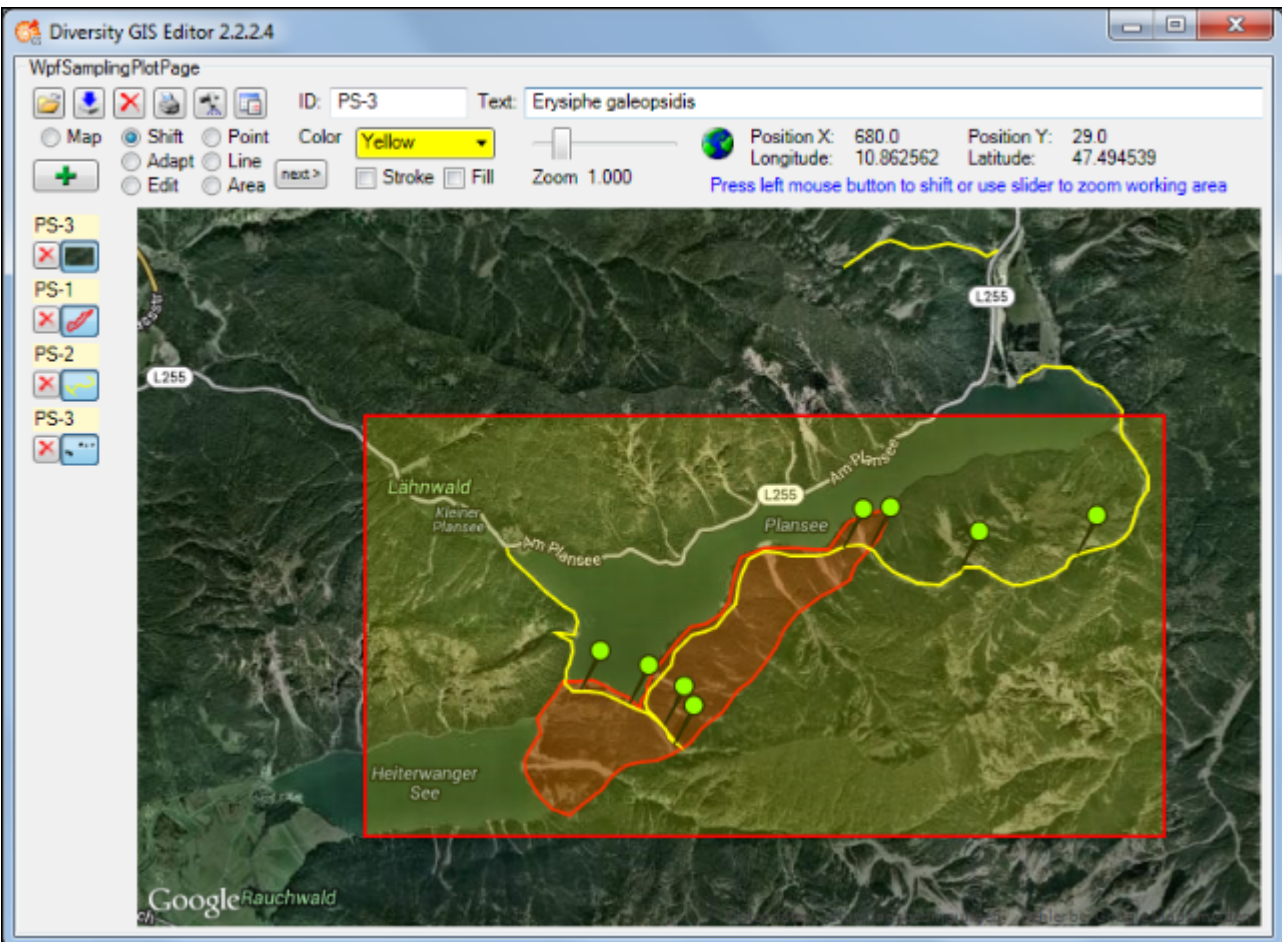 Diversity GIS Editor 2.2.2.4
WpfSamplingPlotPage
ID: PS-3 Text: Erysiphe galeopsidis
Map Shift Point Color Yellow Position X: 680.0 Position Y: 29.0
Adapt Line Longitude: 10.862562 Latitude: 47.494539
Edit Area next> Stroke Fill Zoom 1.000 Press left mouse button to shift or use slider to zoom working area
PS-3
PS-1
PS-2
PS-3
L255
L255
Am Plansee
Lähnwald
L255
Kleiner
Plansee
Plansee
Am Plansee
Heiterwanger
See
Google
Rauchwald